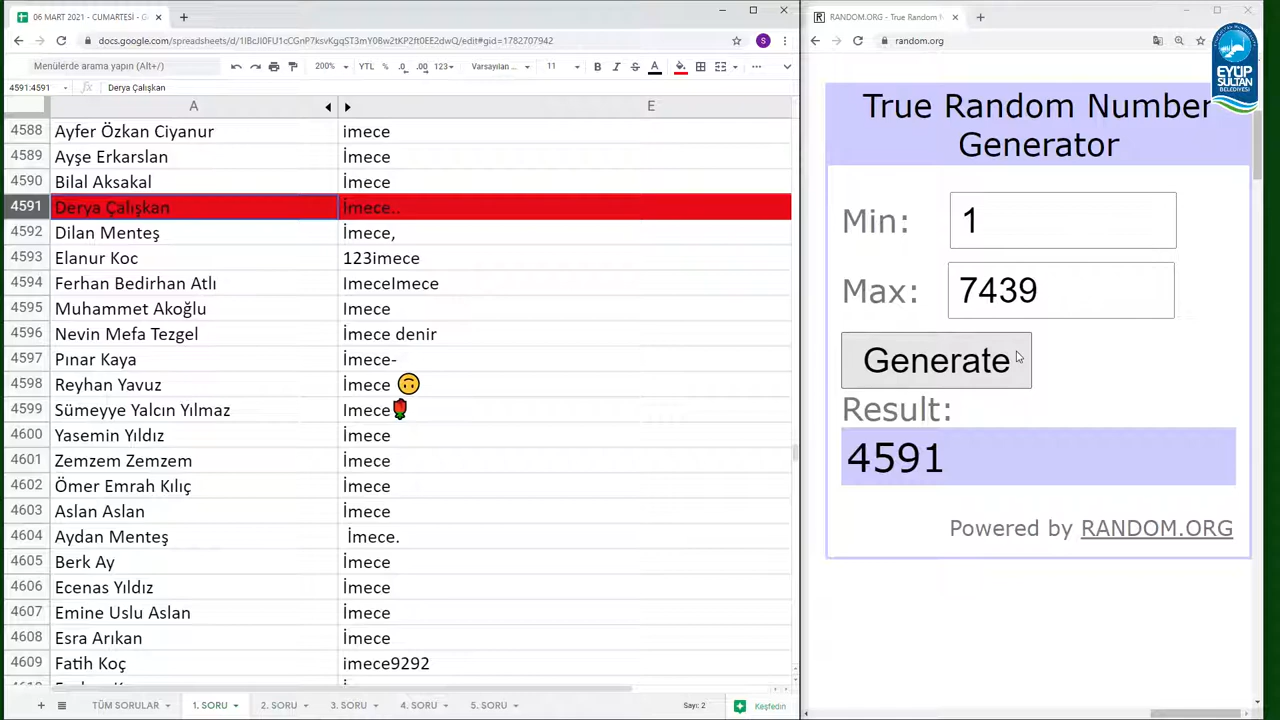 06 MART 2021 - CUMARTESİ - G
docs.google.com/spreadsheets/d/
Menülerde arama yapın (Alt+/)
200%
YTL
%
.0
.00
123
Varsayılan ...
11
B
I
S
A
4591:4591
fx
Derya Çalışkan
A
E
4588 Ayfer Özkan Ciyanur imece
4589 Ayşe Erkarslan İmece
4590 Bilal Aksakal İmece
4591 Derya Çalışkan İmece..
4592 Dilan Menteş İmece,
4593 Elanur Koc 123imece
4594 Ferhan Bedirhan Atlı ImeceImece
4595 Muhammet Akoğlu Imece
4596 Nevin Mefa Tezgel İmece denir
4597 Pınar Kaya İmece-
4598 Reyhan Yavuz İmece 🙃
4599 Sümeyye Yalcın Yılmaz Imece🌹
4600 Yasemin Yıldız İmece
4601 Zemzem Zemzem İmece
4602 Ömer Emrah Kılıç İmece
4603 Aslan Aslan İmece
4604 Aydan Menteş İmece.
4605 Berk Ay İmece
4606 Ecenas Yıldız İmece
4607 Emine Uslu Aslan İmece
4608 Esra Arıkan İmece
4609 Fatih Koç imece9292
TÜM SORULAR
1. SORU
2. SORU
3. SORU
4. SORU
5. SORU
Sayı: 2
Keşfedin
RANDOM.ORG - True Random N
random.org
EYÜP
SULTAN
BELEDİYESİ
True Random Number
Generator
Min: 1
Max: 7439
Generate
Result:
4591
Powered by RANDOM.ORG